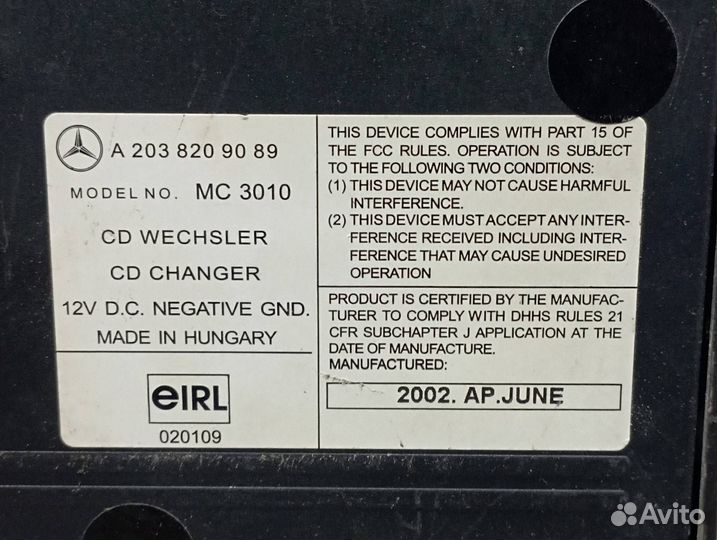 A 203 820 90 89
MODEL NO. MC 3010
CD WECHSLER
CD CHANGER
12V D.C. NEGATIVE GND.
MADE IN HUNGARY
eIRL
020109
THIS DEVICE COMPLIES WITH PART 15 OF
THE FCC RULES. OPERATION IS SUBJECT
TO THE FOLLOWING TWO CONDITIONS:
(1) THIS DEVICE MAY NOT CAUSE HARMFUL
INTERFERENCE.
(2) THIS DEVICE MUST ACCEPT ANY INTER-
FERENCE RECEIVED INCLUDING INTER-
FERENCE THAT MAY CAUSE UNDESIRED
OPERATION
PRODUCT IS CERTIFIED BY THE MANUFAC-
TURER TO COMPLY WITH DHHS RULES 21
CFR SUBCHAPTER J APPLICATION AT THE
DATE OF MANUFACTURE.
MANUFACTURED:
2002. AP.JUNE
Avito